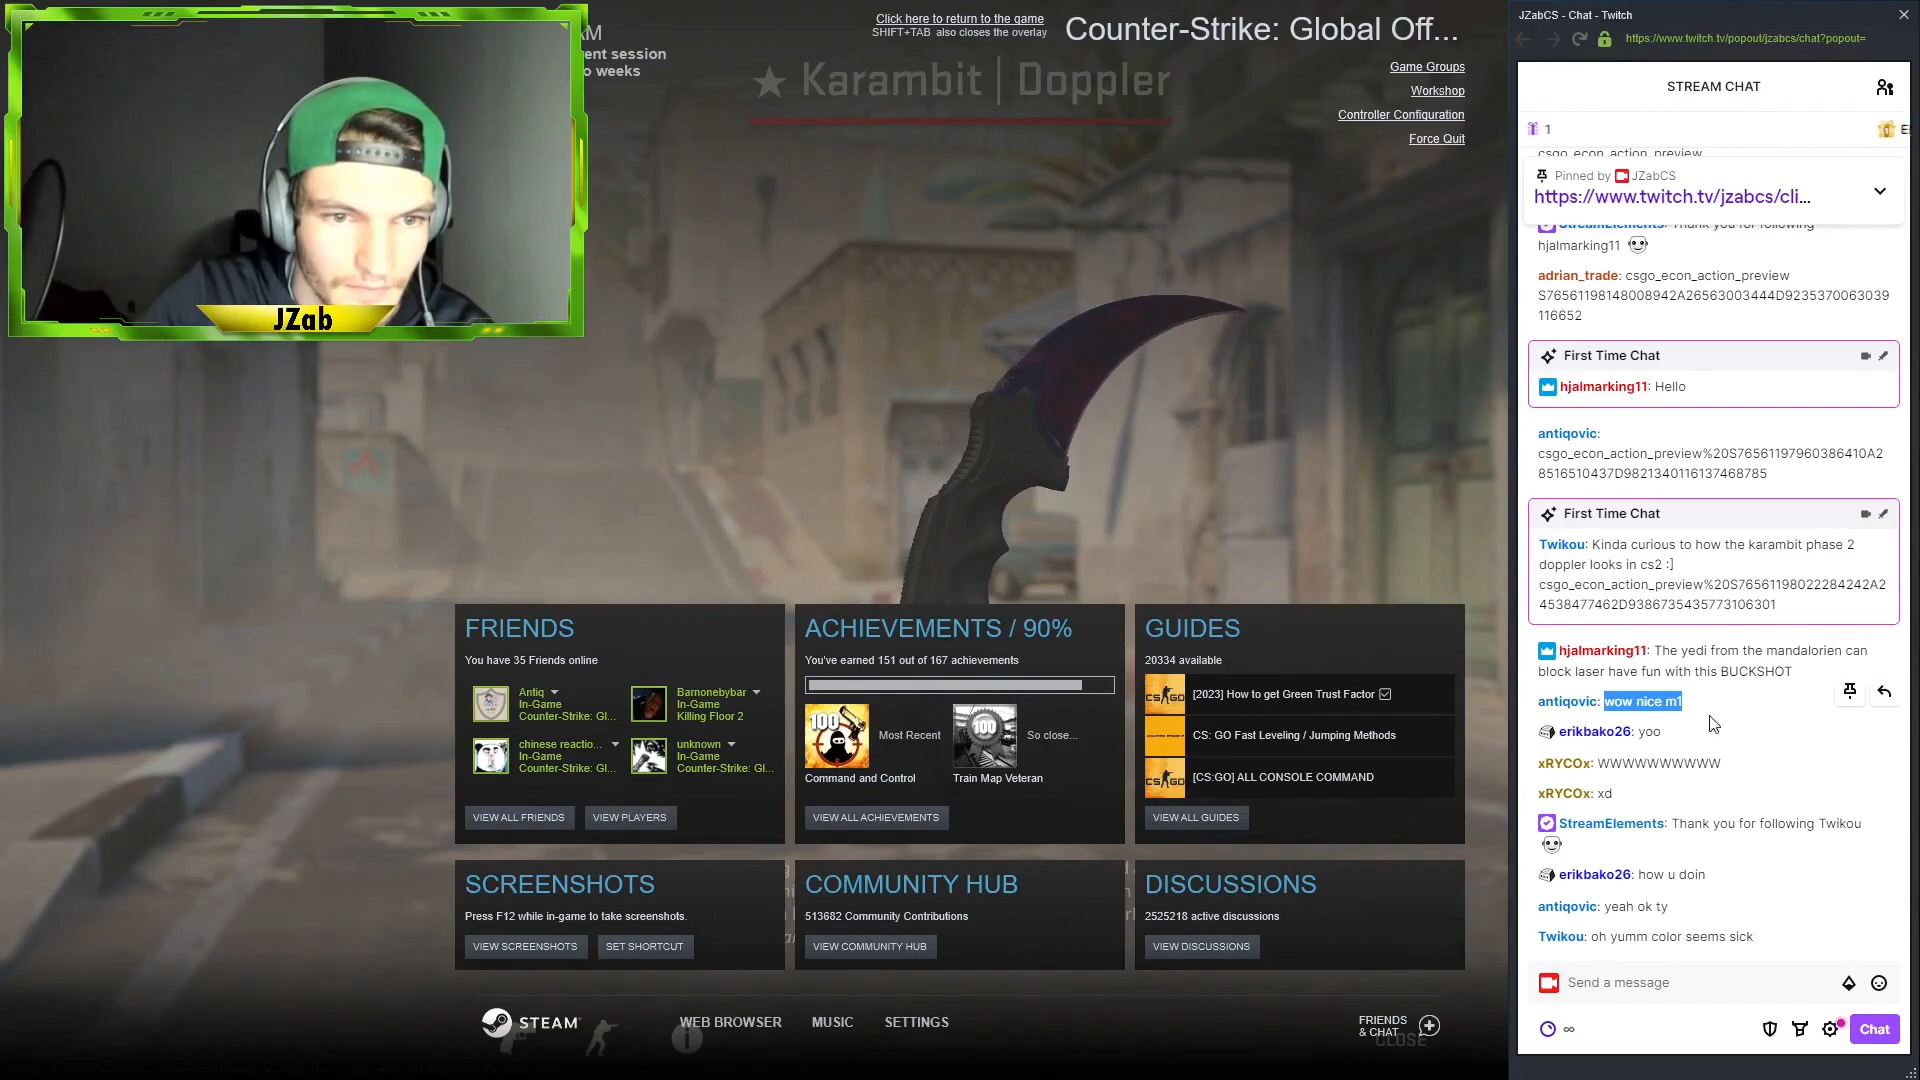 AM
ent session
o weeks
Click here to return to the game
SHIFT+TAB also closes the overlay
Counter-Strike: Global Off...
Game Groups
Workshop
Controller Configuration
Force Quit
★ Karambit | Doppler
JZab
FRIENDS
You have 35 Friends online
Antiq
In-Game
Counter-Strike: Gl...
Barnonebybar
In-Game
Killing Floor 2
chinese reactio...
In-Game
Counter-Strike: Gl...
unknown
In-Game
Counter-Strike: Gl...
VIEW ALL FRIENDS
VIEW PLAYERS
ACHIEVEMENTS / 90%
You've earned 151 out of 167 achievements
100
Most Recent
100
So close...
Command and Control
Train Map Veteran
VIEW ALL ACHIEVEMENTS
GUIDES
20334 available
CS:GO
[2023] How to get Green Trust Factor ☑
CS: GO Fast Leveling / Jumping Methods
CS:GO
[CS:GO] ALL CONSOLE COMMAND
VIEW ALL GUIDES
SCREENSHOTS
Press F12 while in-game to take screenshots.
VIEW SCREENSHOTS
SET SHORTCUT
COMMUNITY HUB
513682 Community Contributions
VIEW COMMUNITY HUB
DISCUSSIONS
2525218 active discussions
VIEW DISCUSSIONS
STEAM
WEB BROWSER
MUSIC
SETTINGS
FRIENDS
& CHAT
CLOSE
JZabCS - Chat - Twitch
https://www.twitch.tv/popout/jzabcs/chat?popout=
STREAM CHAT
1
csgo_econ_action_preview
Pinned by JZabCS
https://www.twitch.tv/jzabcs/cli...
StreamElements: Thank you for following
hjalmarking11
adrian_trade: csgo_econ_action_preview
S76561198148008942A26563003444D9235370063039
116652
First Time Chat
hjalmarking11: Hello
antiqovic:
csgo_econ_action_preview%20S76561197960386410A2
8516510437D9821340116137468785
First Time Chat
Twikou: Kinda curious to how the karambit phase 2
doppler looks in cs2 :]
csgo_econ_action_preview%20S76561198022284242A2
4538477462D9386735435773106301
hjalmarking11: The yedi from the mandalorien can
block laser have fun with this BUCKSHOT
antiqovic: wow nice m1
erikbako26: yoo
xRYCOx: WWWWWWWWWW
xRYCOx: xd
StreamElements: Thank you for following Twikou
erikbako26: how u doin
antiqovic: yeah ok ty
Twikou: oh yumm color seems sick
Send a message
∞
Chat